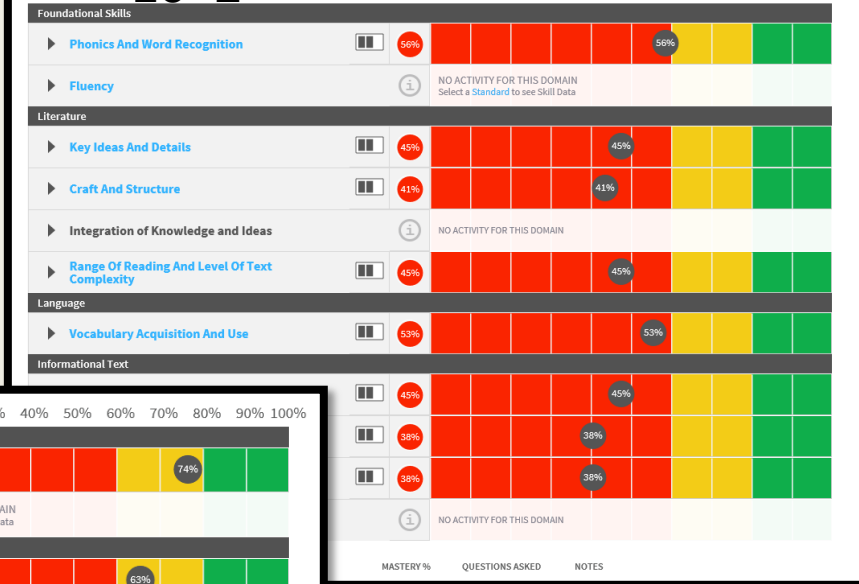 Foundational Skills
Phonics And Word Recognition 56% 56%
Fluency i NO ACTIVITY FOR THIS DOMAIN
Select a Standard to see Skill Data
Literature
Key Ideas And Details 45% 45%
Craft And Structure 41% 41%
Integration of Knowledge and Ideas i NO ACTIVITY FOR THIS DOMAIN
Range Of Reading And Level Of Text
Complexity 45% 45%
Language
Vocabulary Acquisition And Use 53% 53%
Informational Text
45% 45%
38% 38%
38% 38%
i NO ACTIVITY FOR THIS DOMAIN
MASTERY % QUESTIONS ASKED NOTES
% 40% 50% 60% 70% 80% 90% 100%
74%
AIN
ata
63%